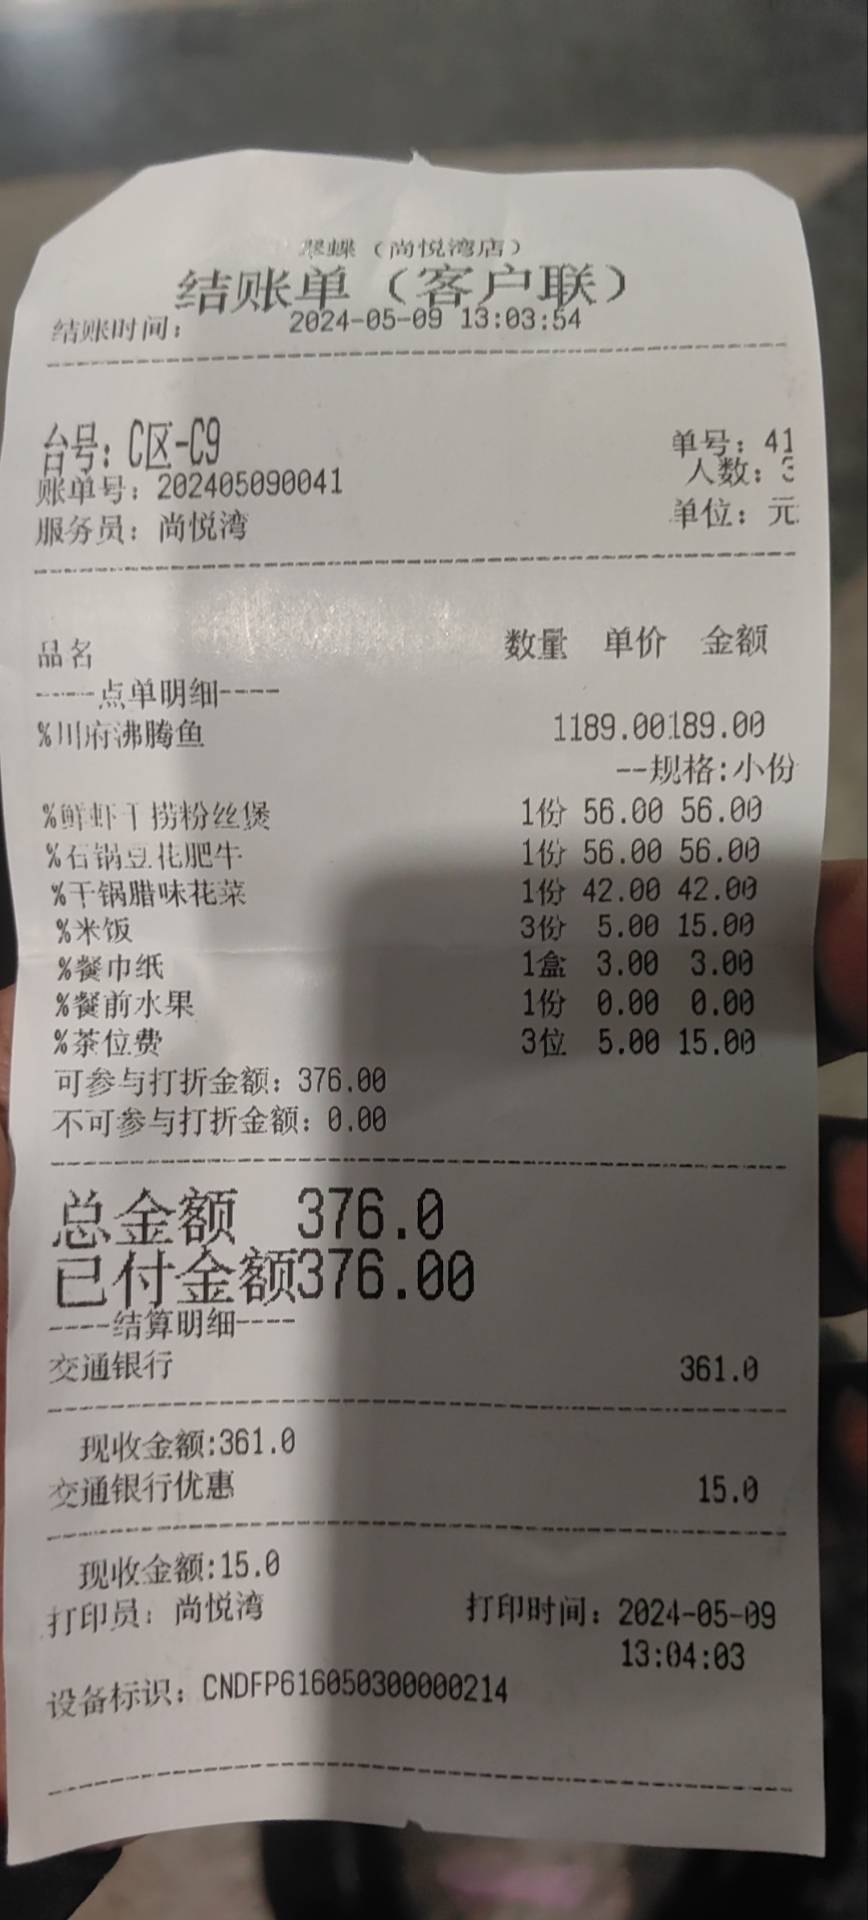 蝶（尚悦湾店）
结账单（客户联）
结账时间： 2024-05-09 13:03:54
台号：C区-C9
单号：41
人数：3
账单号：202405090041
服务员：尚悦湾
单位：元
品名 数量 单价 金额
-----点单明细----
%川府沸腾鱼 1189.00189.00
--规格:小份
%鲜虾干捞粉丝煲 1份 56.00 56.00
%石锅豆花肥牛 1份 56.00 56.00
%干锅腊味花菜 1份 42.00 42.00
%米饭 3份 5.00 15.00
%餐巾纸 1盒 3.00 3.00
%餐前水果 1份 0.00 0.00
%茶位费 3位 5.00 15.00
可参与打折金额：376.00
不可参与打折金额：0.00
总金额 376.0
已付金额376.00
----结算明细----
交通银行 361.0
现收金额:361.0
交通银行优惠 15.0
现收金额:15.0
打印员：尚悦湾 打印时间：2024-05-09
13:04:03
设备标识：CNDFP616050300000214